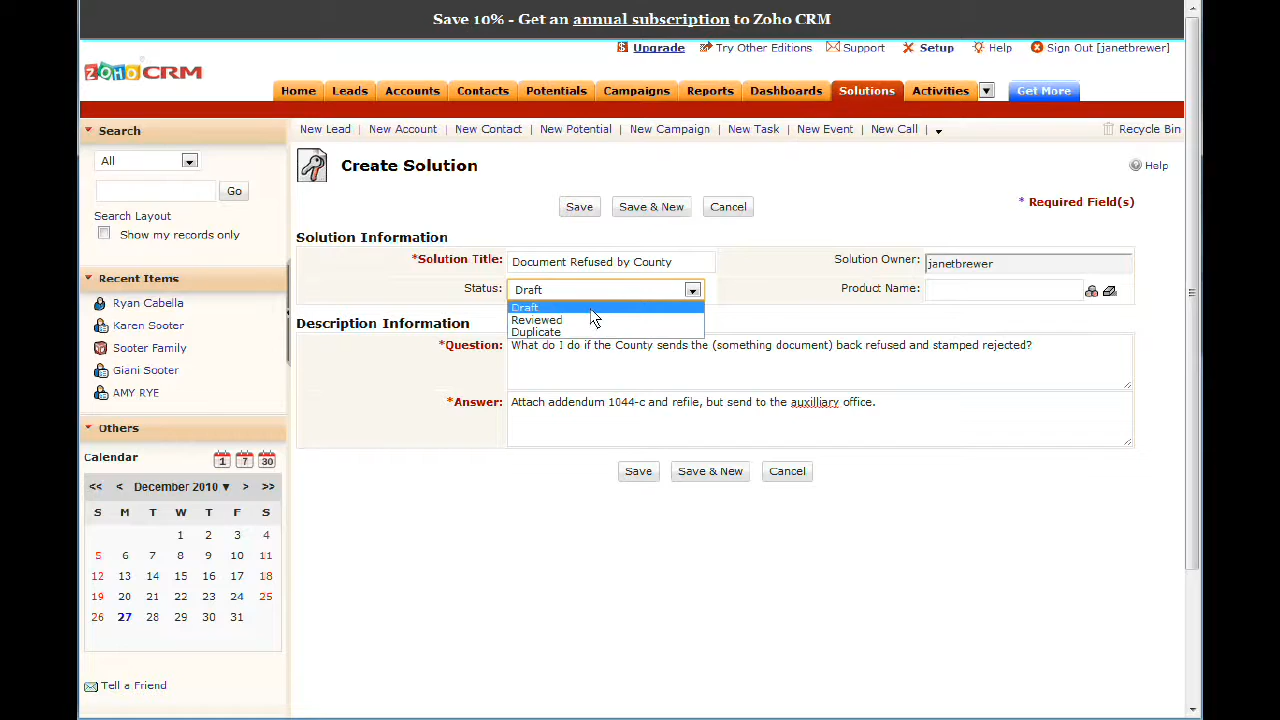 Save 10% - Get an annual subscription to Zoho CRM
Upgrade Try Other Editions Support Setup Help Sign Out [janetbrewer]
ZOHO CRM
Home Leads Accounts Contacts Potentials Campaigns Reports Dashboards Solutions Activities Get More
Search
New Lead New Account New Contact New Potential New Campaign New Task New Event New Call Recycle Bin
All
Go
Search Layout
Show my records only
Create Solution
Help
Save Save & New Cancel
* Required Field(s)
Solution Information
*Solution Title: Document Refused by County
Solution Owner: janetbrewer
Status: Draft
Product Name:
Draft
Reviewed
Duplicate
Description Information
*Question: What do I do if the County sends the (something document) back refused and stamped rejected?
*Answer: Attach addendum 1044-c and refile, but send to the auxilliary office.
Save Save & New Cancel
Recent Items
Ryan Cabella
Karen Sooter
Sooter Family
Giani Sooter
AMY RYE
Others
Calendar 1 7 30
<< < December 2010 ▼ > >>
S M T W T F S
1 2 3 4
5 6 7 8 9 10 11
12 13 14 15 16 17 18
19 20 21 22 23 24 25
26 27 28 29 30 31
Tell a Friend